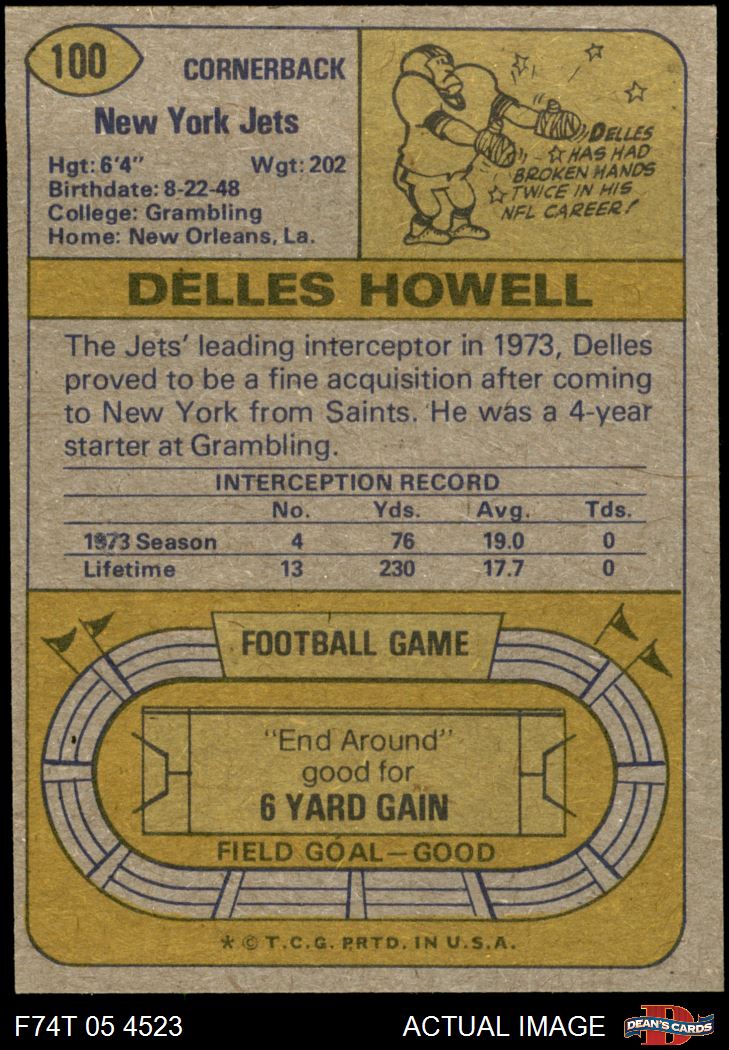 100
CORNERBACK
New York Jets
Hgt: 6'4" Wgt: 202
Birthdate: 8-22-48
College: Grambling
Home: New Orleans, La.
DELLES
HAS HAD
BROKEN HANDS
TWICE IN HIS
NFL CAREER!
DELLES HOWELL
The Jets' leading interceptor in 1973, Delles
proved to be a fine acquisition after coming
to New York from Saints. He was a 4-year
starter at Grambling.
INTERCEPTION RECORD
No. Yds. Avg. Tds.
1973 Season 4 76 19.0 0
Lifetime 13 230 17.7 0
FOOTBALL GAME
"End Around"
good for
6 YARD GAIN
FIELD GOAL—GOOD
* © T.C.G. PRTD. IN U.S.A.
F74T 05 4523 ACTUAL IMAGE D DEAN'S CARDS